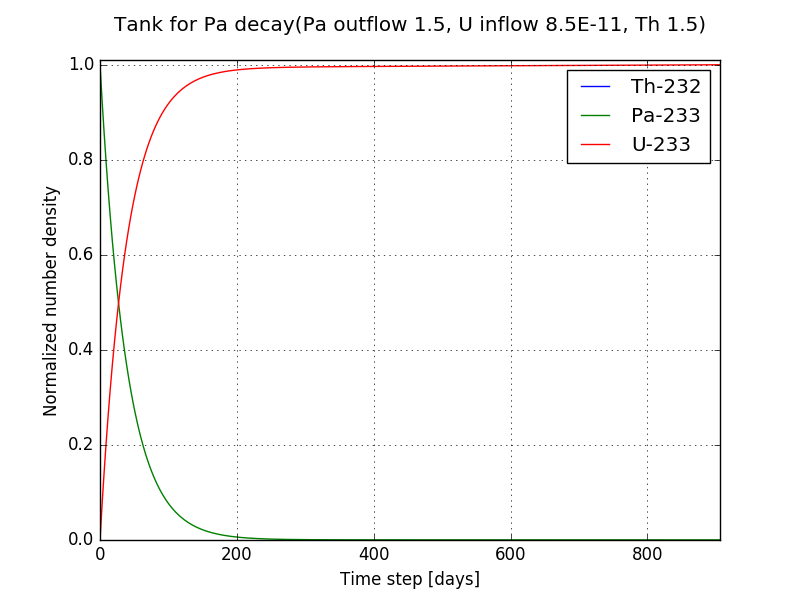 Tank for Pa decay(Pa outflow 1.5, U inflow 8.5E-11, Th 1.5)
1.0
0.8
0.6
0.4
0.2
0.0
Normalized number density
Th-232
Pa-233
U-233
0
200
400
600
800
Time step [days]